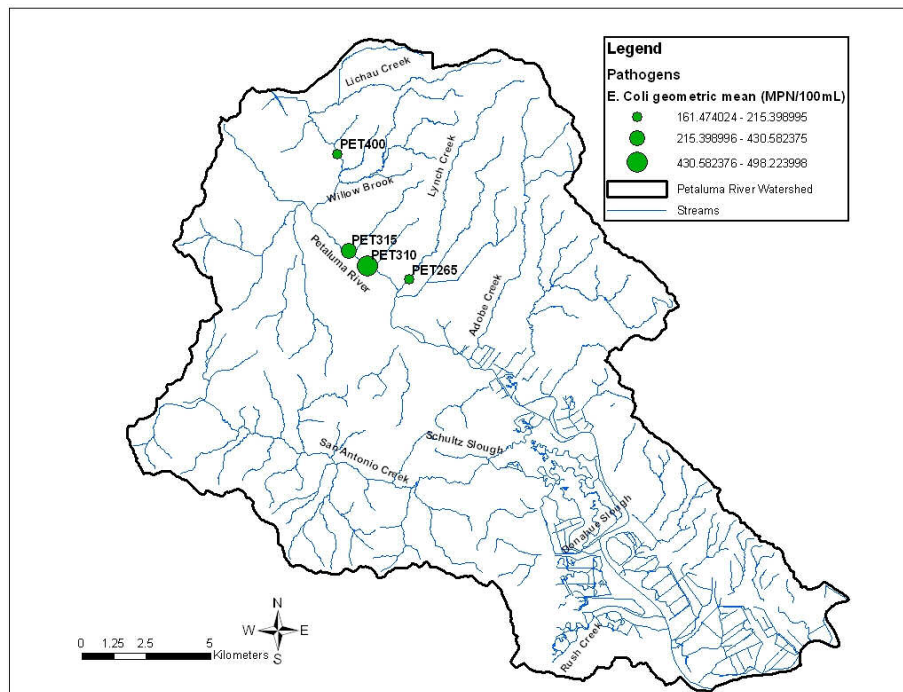 Legend
Pathogens
E. Coli geometric mean (MPN/100mL)
161.474024 - 215.398995
215.398996 - 430.582375
430.582376 - 498.223998
Petaluma River Watershed
Streams
Lichau Creek
PET400
Willow Brook
Lynch Creek
PET315
PET310
Petaluma River
PET265
Adobe Creek
Schultz Slough
San Antonio Creek
Donahue Slough
Rush Creek
N
W E
S
0 1.25 2.5 5
Kilometers